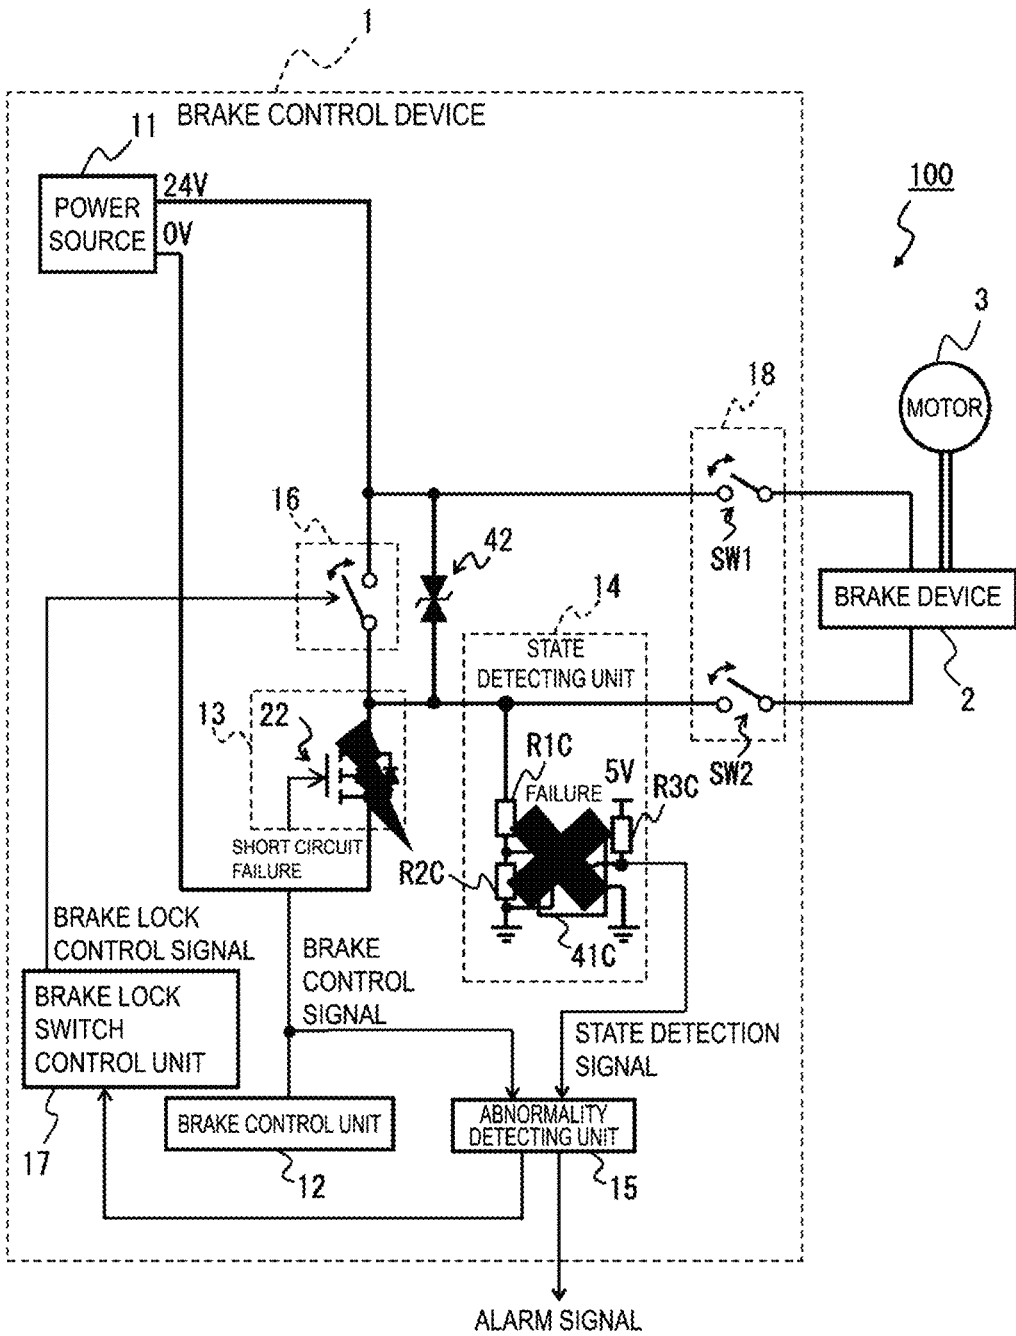 1
BRAKE CONTROL DEVICE
11
POWER
SOURCE
24V
0V
100
3
MOTOR
18
16
SW1
42
14
BRAKE DEVICE
STATE
DETECTING UNIT
2
13
22
SW2
R1C
5V
FAILURE
R3C
SHORT CIRCUIT
FAILURE
R2C
41C
BRAKE LOCK
CONTROL SIGNAL
BRAKE
CONTROL
SIGNAL
BRAKE LOCK
SWITCH
CONTROL UNIT
STATE DETECTION
SIGNAL
BRAKE CONTROL UNIT
ABNORMALITY
DETECTING UNIT
17
12
15
ALARM SIGNAL